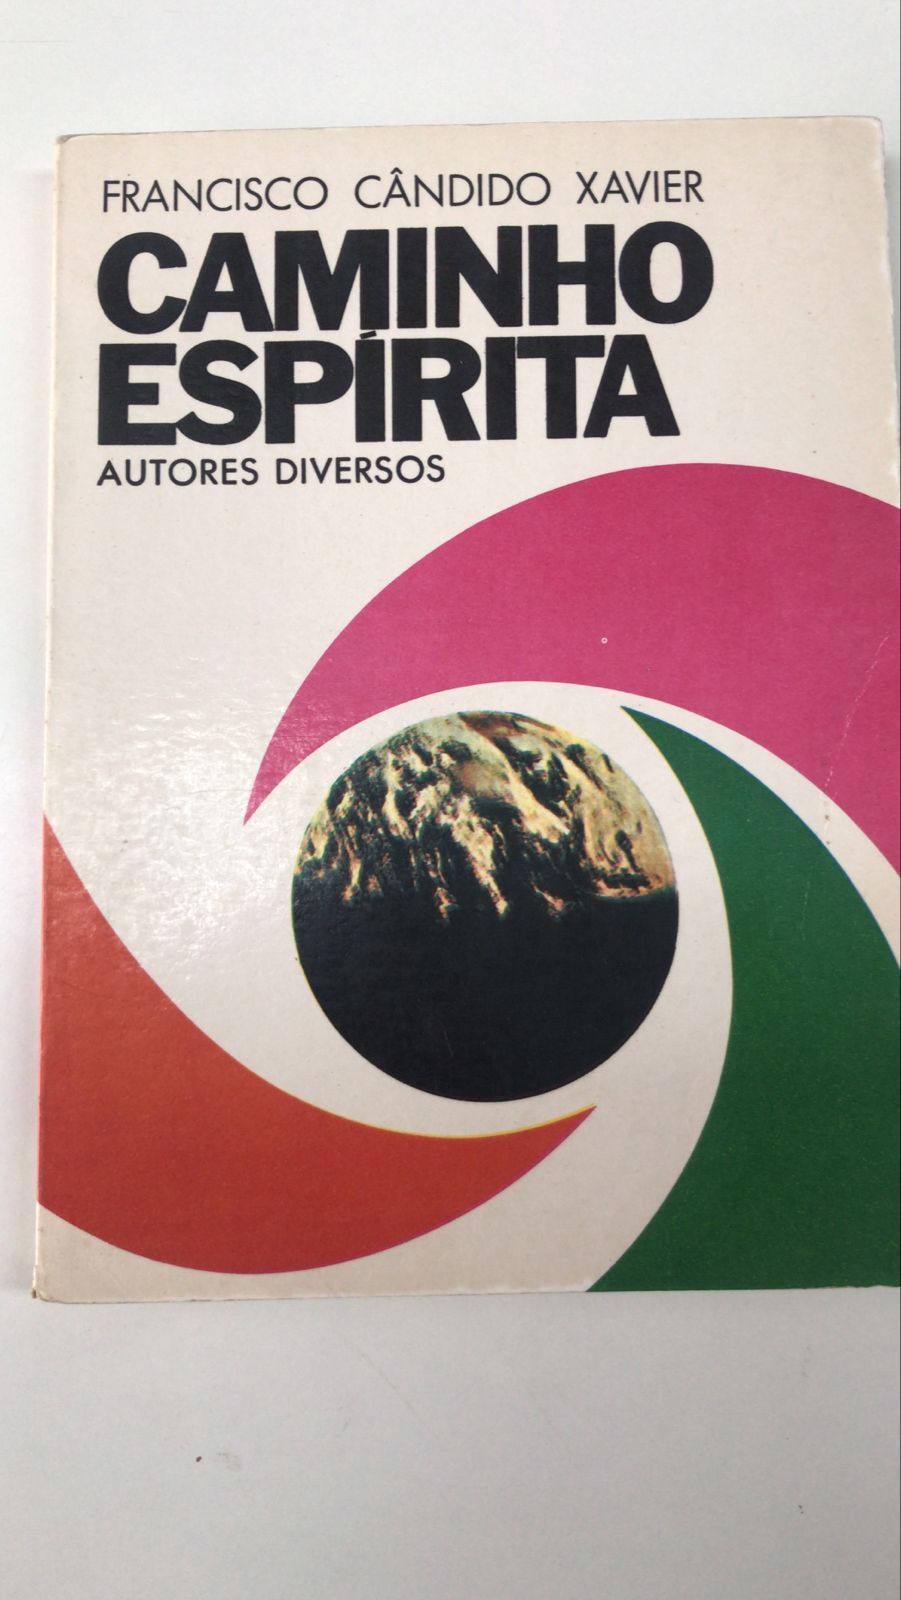 FRANCISCO CÂNDIDO XAVIER
CAMINHO
ESPÍRITA
AUTORES DIVERSOS